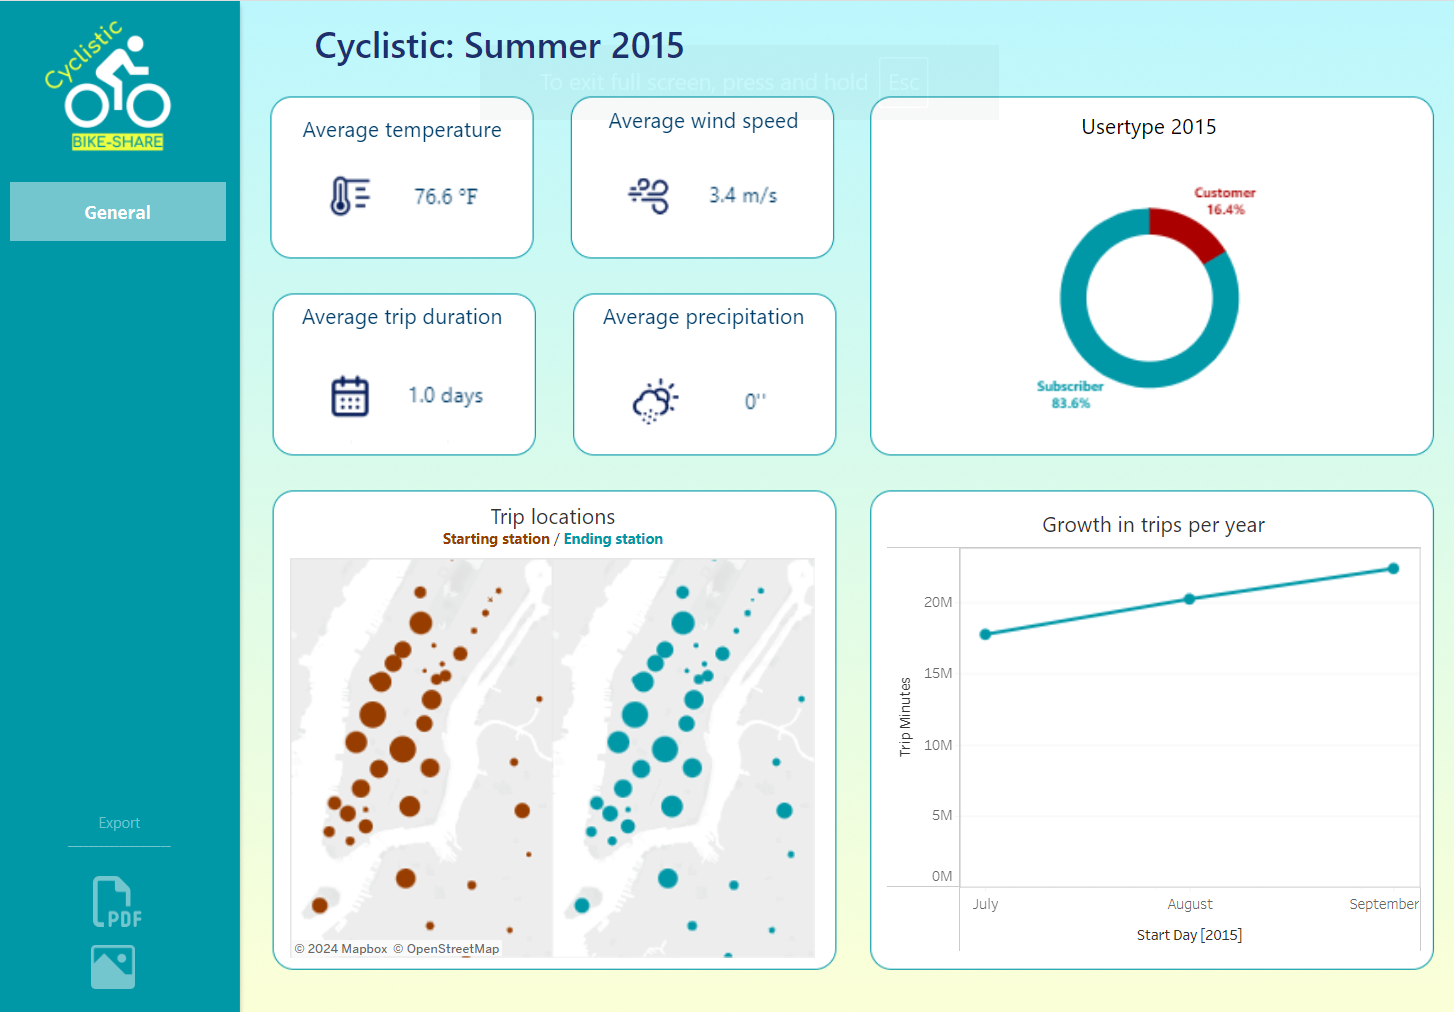 Cyclistic
BIKE-SHARE
General
Export
PDF
Cyclistic: Summer 2015
To exit full screen, press and hold Esc
Average temperature
76.6 °F
Average wind speed
3.4 m/s
Average trip duration
1.0 days
Average precipitation
0''
Usertype 2015
Customer
16.4%
Subscriber
83.6%
Trip locations
Starting station / Ending station
© 2024 Mapbox © OpenStreetMap
Growth in trips per year
Trip Minutes
20M
15M
10M
5M
0M
July August September
Start Day [2015]